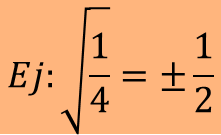 Ej: √(1/4) = ± 1/2